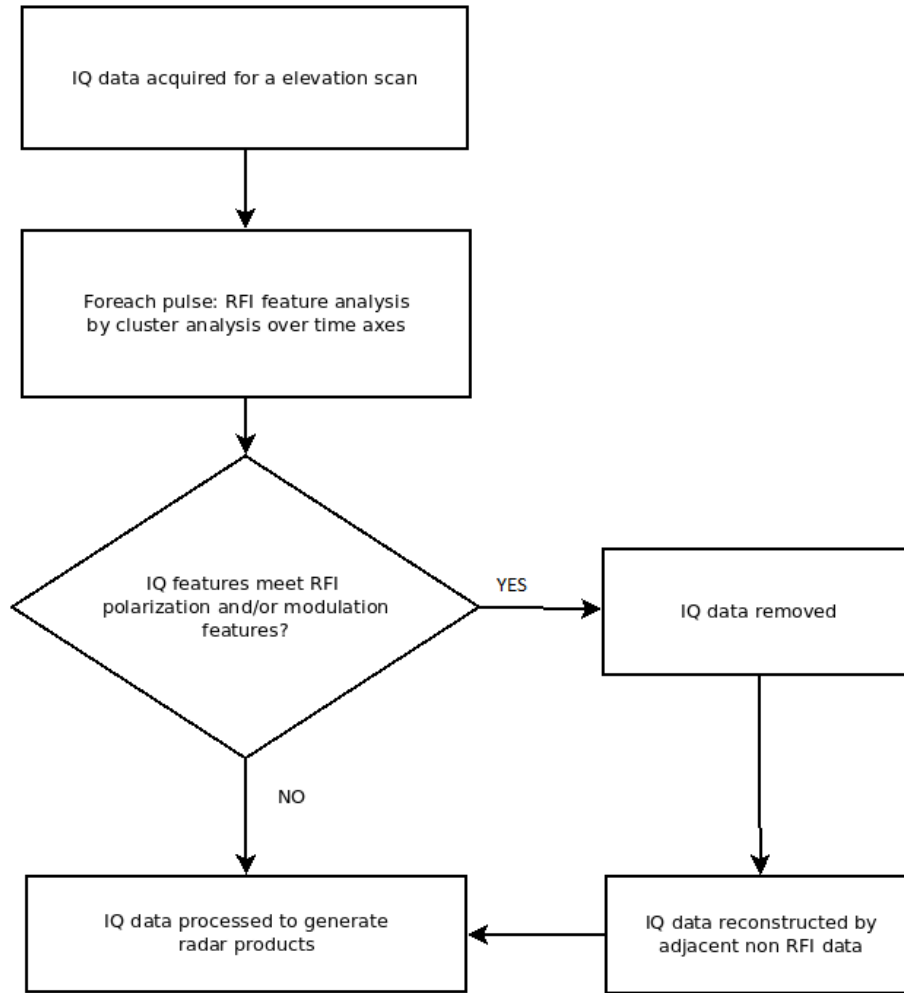 IQ data acquired for a elevation scan
Foreach pulse: RFI feature analysis
by cluster analysis over time axes
IQ features meet RFI
polarization and/or modulation
features?
YES
IQ data removed
NO
IQ data processed to generate
radar products
IQ data reconstructed by
adjacent non RFI data